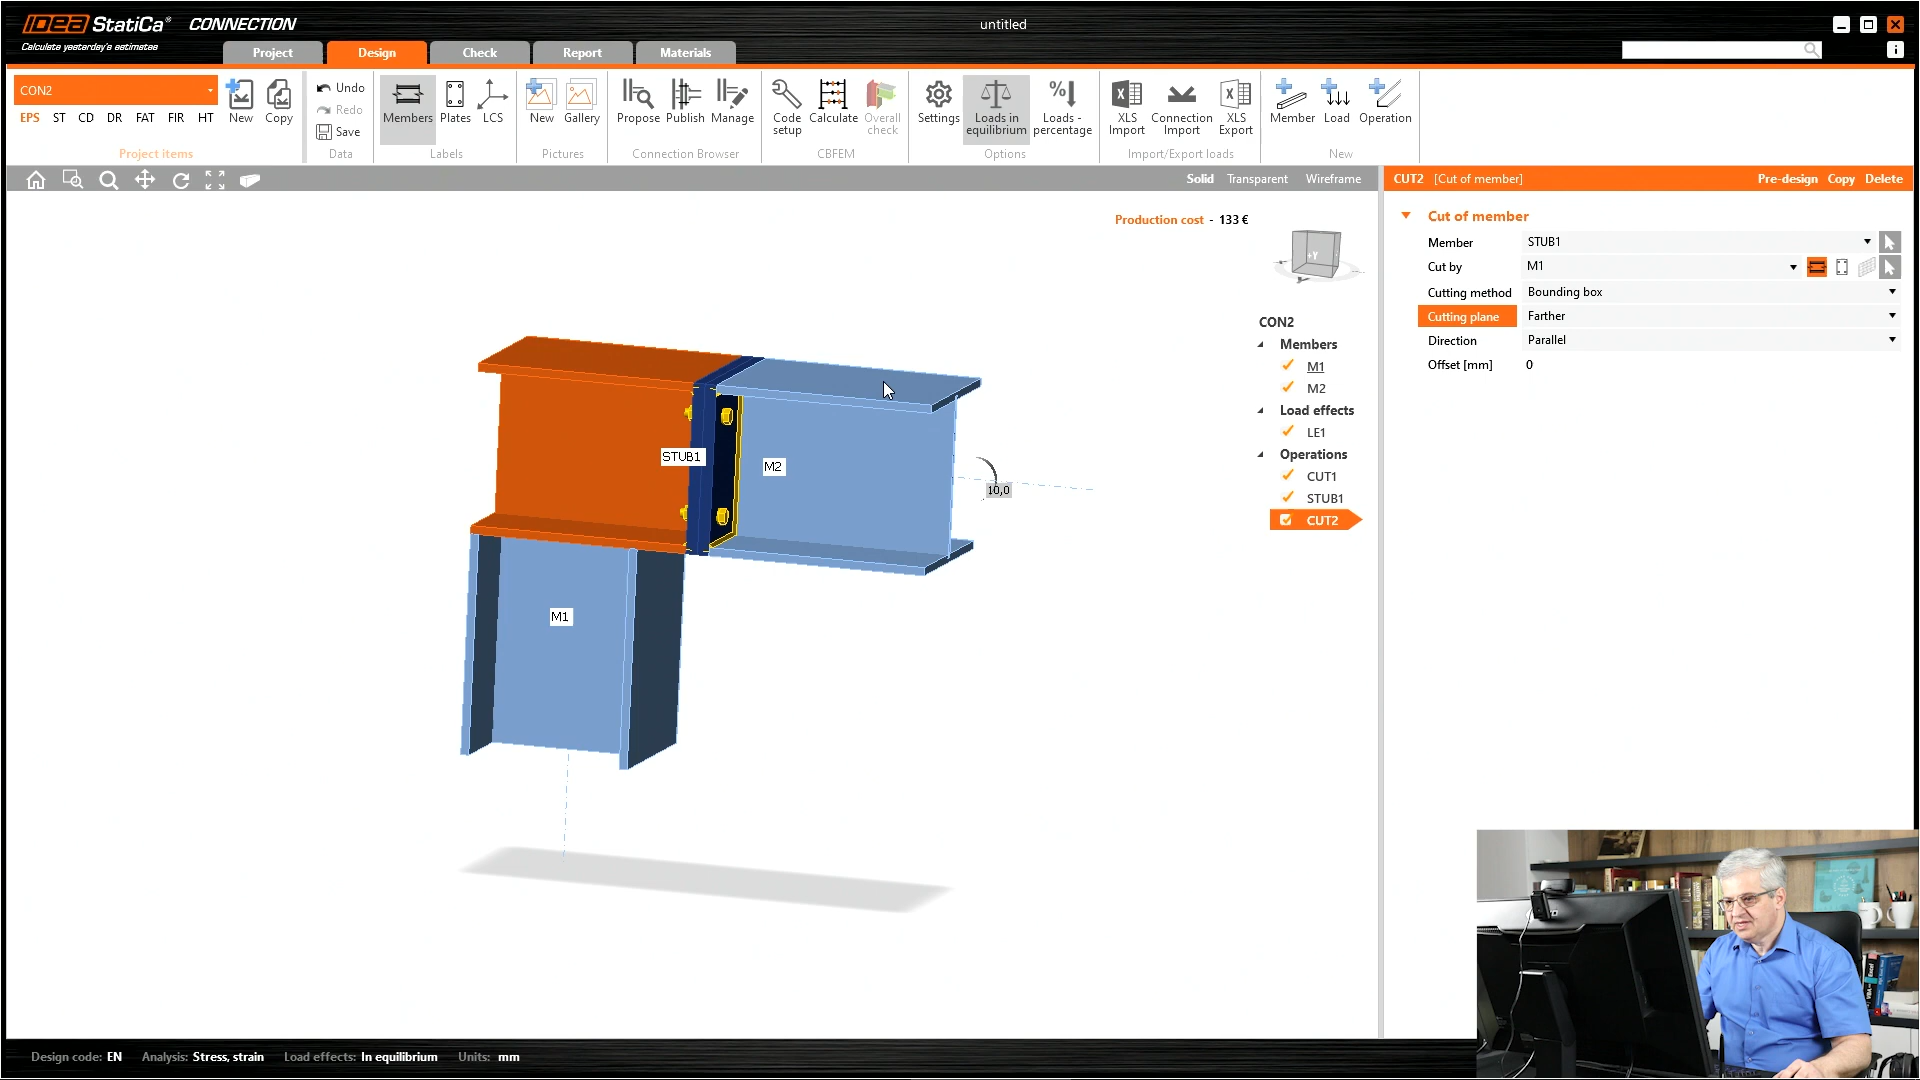 IDEA StatiCa® CONNECTION
Calculate yesterday's estimates
untitled
Project
Design
Check
Report
Materials
i
CON2
EPS ST CD DR FAT FIR HT
New
Copy
Project items
Undo
Redo
Save
Data
Members
Plates
LCS
Labels
New
Gallery
Pictures
Propose
Publish
Manage
Connection Browser
Code setup
Calculate
Overall check
CBFEM
Settings
Loads in equilibrium
Loads - percentage
Options
XLS Import
Connection Import
XLS Export
Import/Export loads
Member
Load
Operation
New
Solid Transparent Wireframe
Production cost - 133 €
+Y
STUB1
M2
10,0
M1
CON2
Members
M1
M2
Load effects
LE1
Operations
CUT1
STUB1
CUT2
CUT2 [Cut of member]
Pre-design Copy Delete
Cut of member
Member STUB1
Cut by M1
Cutting method Bounding box
Cutting plane Farther
Direction Parallel
Offset [mm] 0
Design code: EN Analysis: Stress, strain Load effects: In equilibrium Units: mm
Excel
VBA